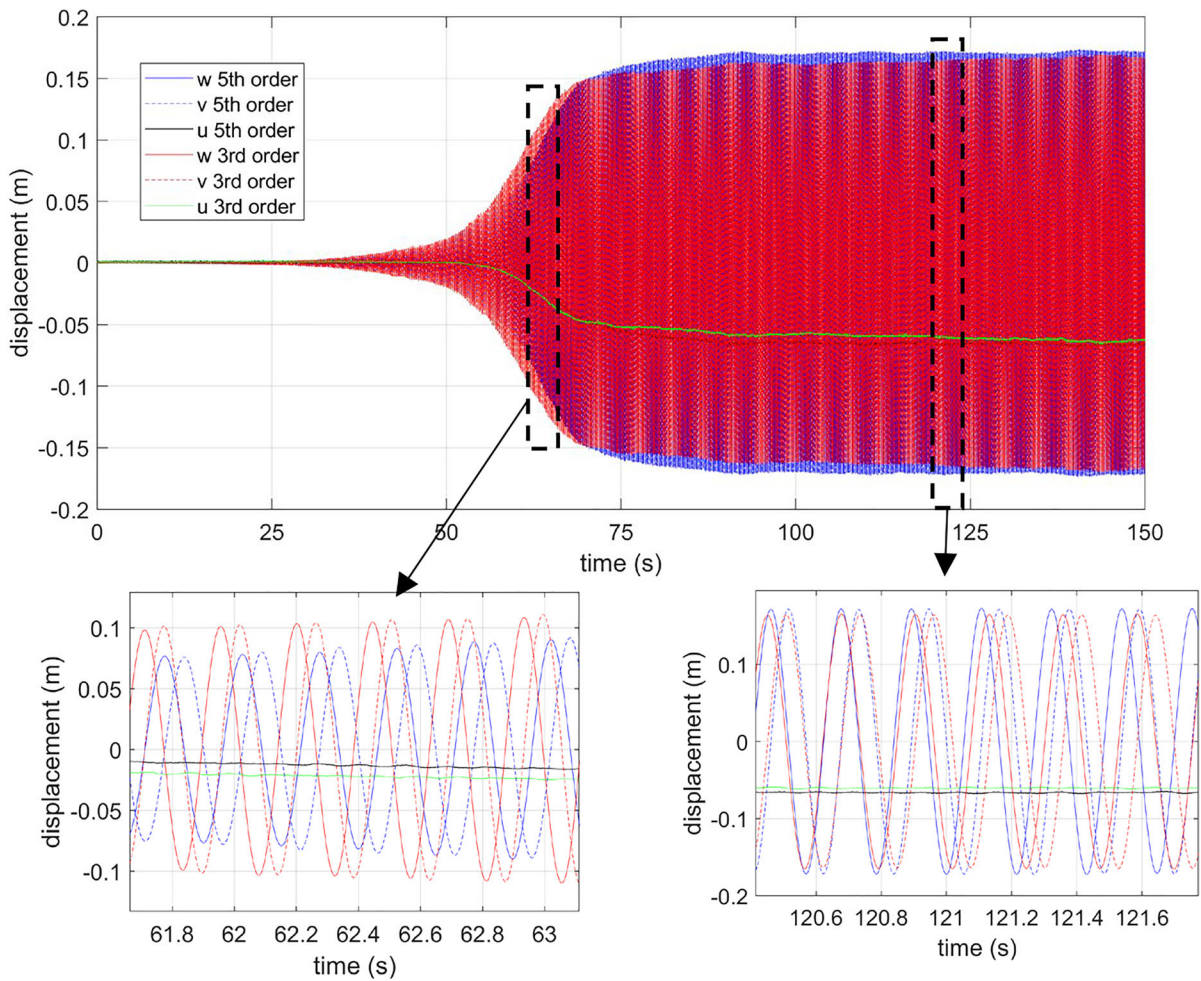 0.2
0.15
0.1
0.05
0
-0.05
-0.1
-0.15
-0.2
displacement (m)
w 5th order
v 5th order
u 5th order
w 3rd order
v 3rd order
u 3rd order
0 25 50 75 100 125 150
time (s)
0.1
0.05
0
-0.05
-0.1
displacement (m)
61.8 62 62.2 62.4 62.6 62.8 63
time (s)
0.1
0
-0.1
-0.2
displacement (m)
120.6 120.8 121 121.2 121.4 121.6
time (s)